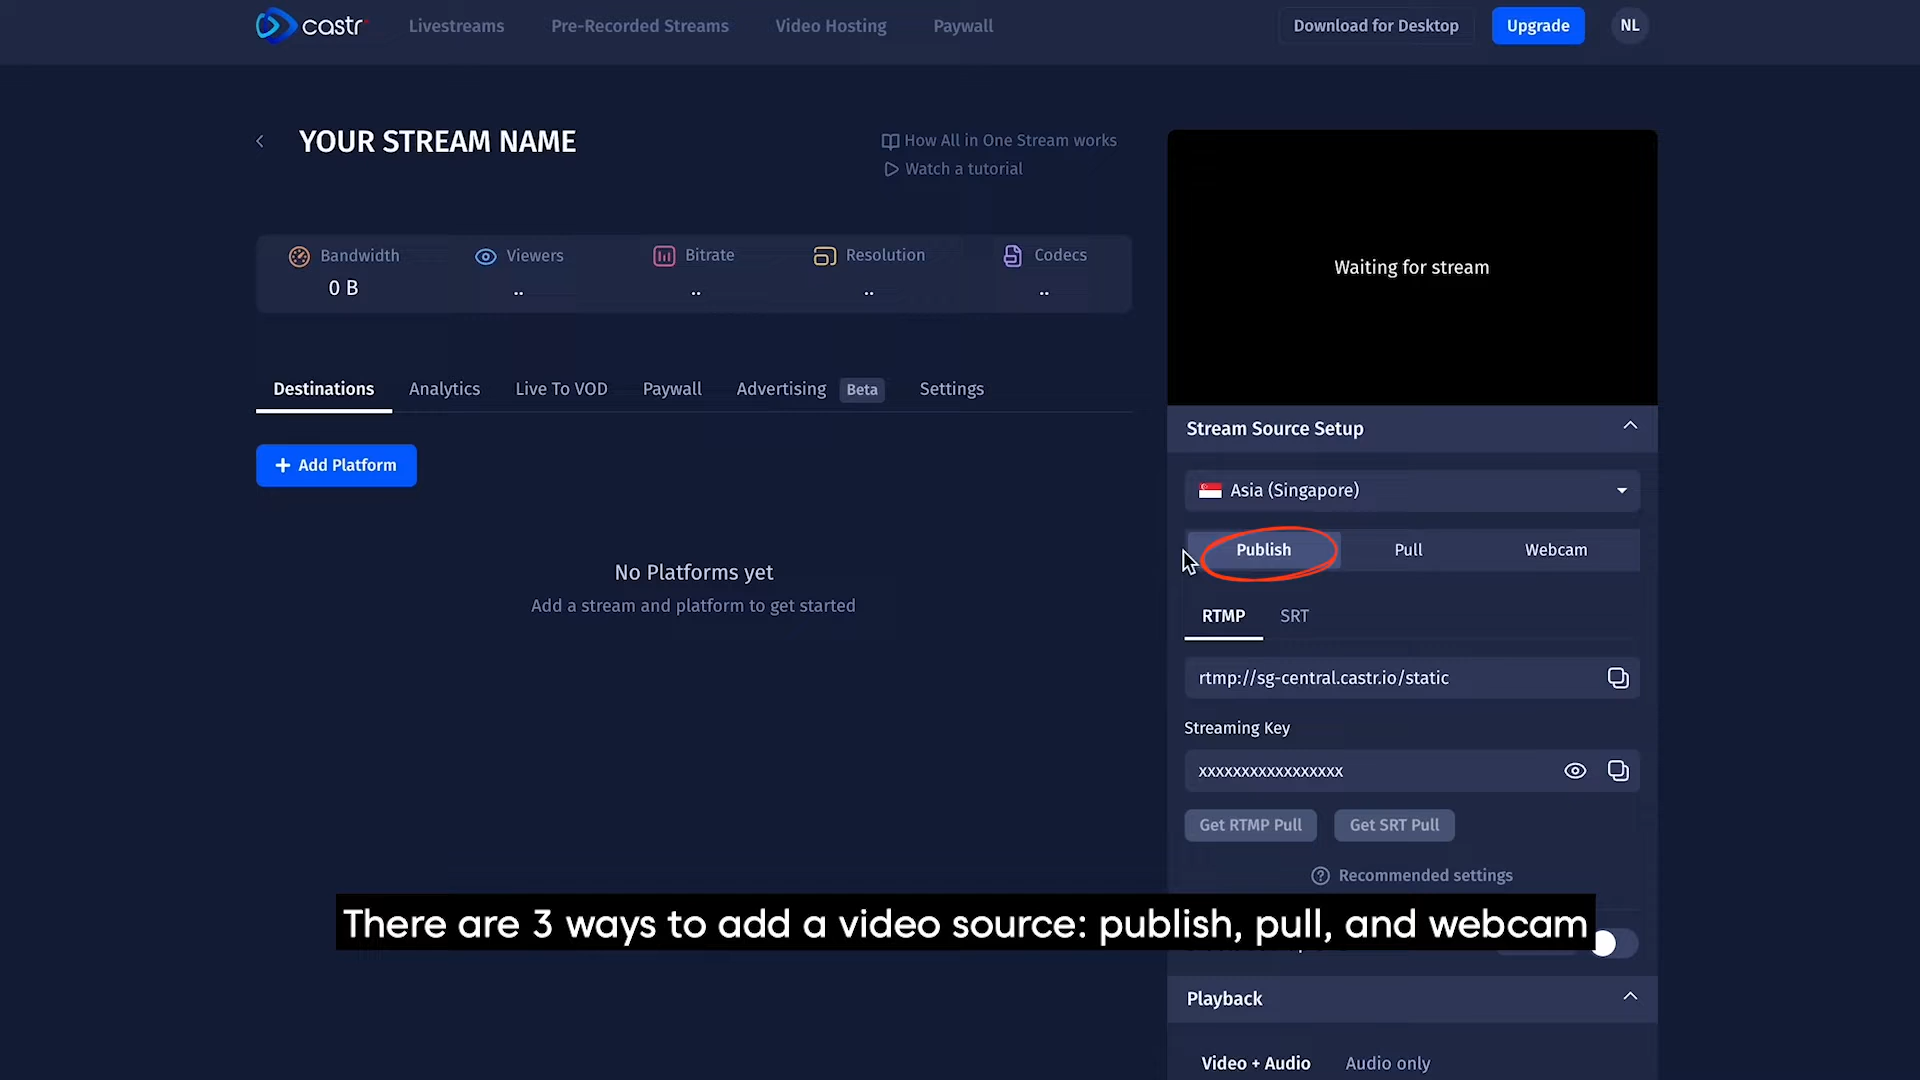 castr
Livestreams
Pre-Recorded Streams
Video Hosting
Paywall
Download for Desktop
Upgrade
NL
YOUR STREAM NAME
How All in One Stream works
Watch a tutorial
Bandwidth
0 B
Viewers
..
Bitrate
..
Resolution
..
Codecs
..
Destinations
Analytics
Live To VOD
Paywall
Advertising
Beta
Settings
+ Add Platform
No Platforms yet
Add a stream and platform to get started
Waiting for stream
Stream Source Setup
Asia (Singapore)
Publish
Pull
Webcam
RTMP
SRT
rtmp://sg-central.castr.io/static
Streaming Key
xxxxxxxxxxxxxxxxx
Get RTMP Pull
Get SRT Pull
Recommended settings
There are 3 ways to add a video source: publish, pull, and webcam
Playback
Video + Audio
Audio only